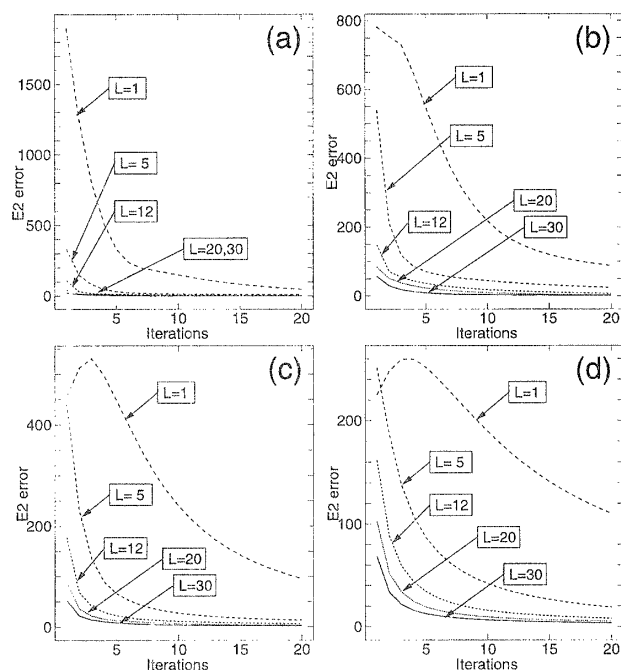 (a)
1500
1000
500
0
E2 error
L=1
L= 5
L=12
L=20,30
5
10
15
20
Iterations
(b)
800
600
400
200
0
E2 error
L=1
L= 5
L=12
L=20
L=30
5
10
15
20
Iterations
(c)
400
200
0
E2 error
L=1
L= 5
L=12
L=20
L=30
5
10
15
20
Iterations
(d)
200
100
0
E2 error
L=1
L= 5
L=12
L=20
L=30
5
10
15
20
Iterations